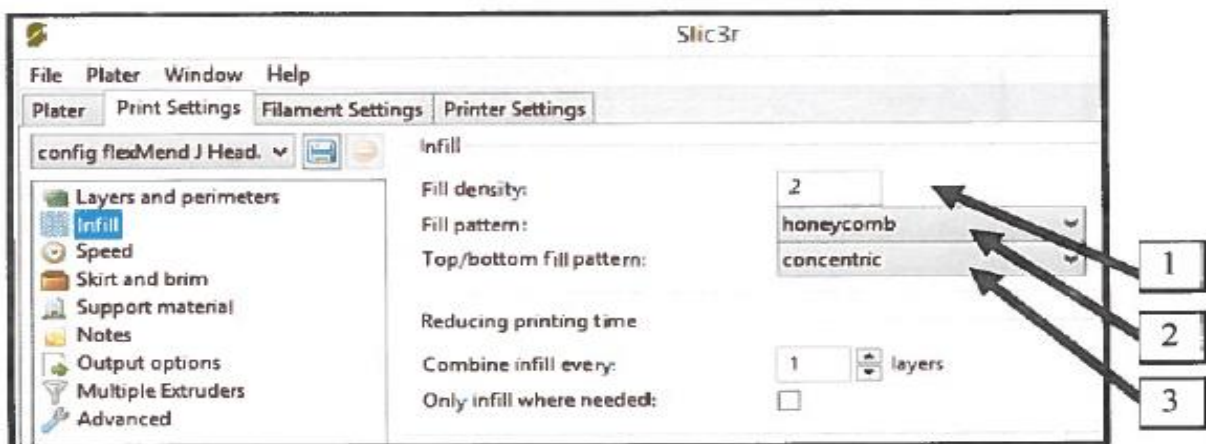 Slic3r
File Plater Window Help
Plater Print Settings Filament Settings Printer Settings
config flexMend J Head.
Layers and perimeters
Infill
Speed
Skirt and brim
Support material
Notes
Output options
Multiple Extruders
Advanced
Infill
Fill density: 2
Fill pattern: honeycomb
Top/bottom fill pattern: concentric
Reducing printing time
Combine infill every: 1 layers
Only infill where needed:
1
2
3